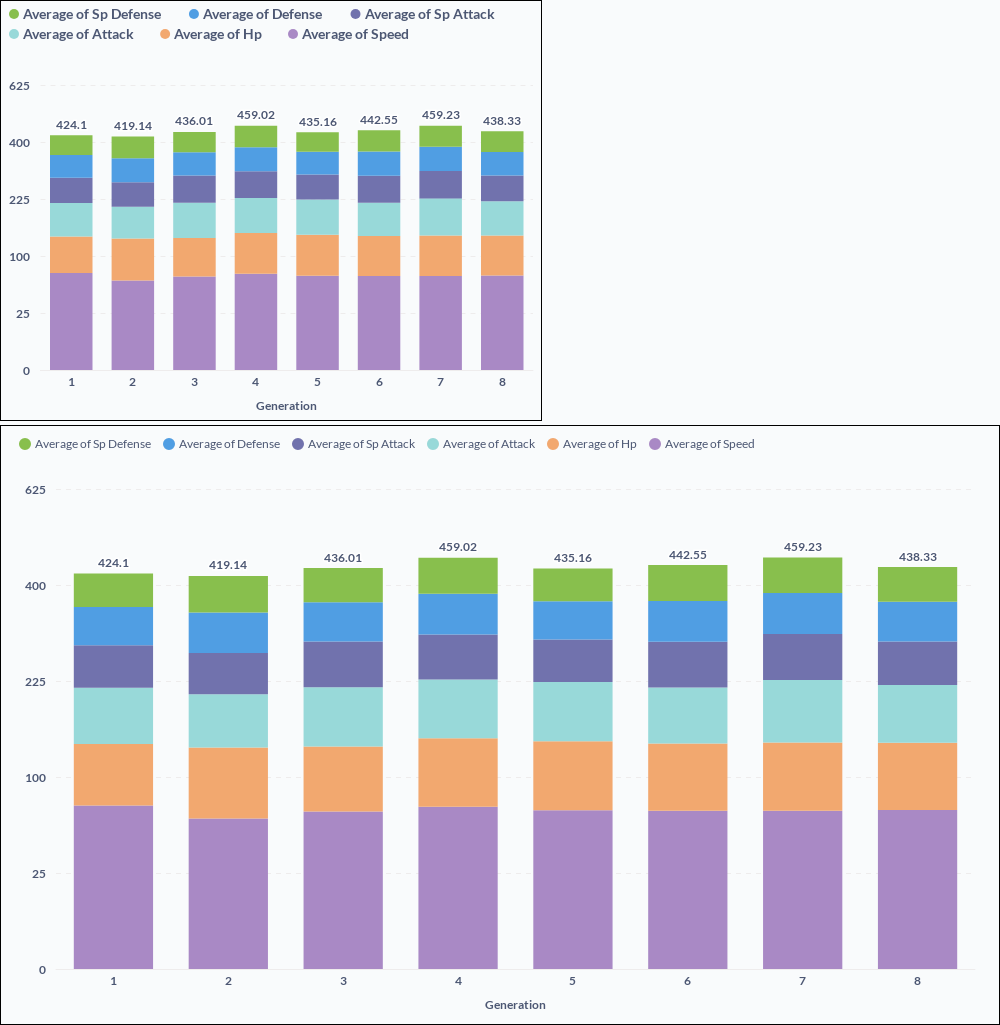 Average of Sp Defense Average of Defense Average of Sp Attack
Average of Attack Average of Hp Average of Speed
625
424.1 419.14 436.01 459.02 435.16 442.55 459.23 438.33
400
225
100
25
0
1 2 3 4 5 6 7 8
Generation
Average of Sp Defense Average of Defense Average of Sp Attack Average of Attack Average of Hp Average of Speed
625
424.1 419.14 436.01 459.02 435.16 442.55 459.23 438.33
400
225
100
25
0
1 2 3 4 5 6 7 8
Generation